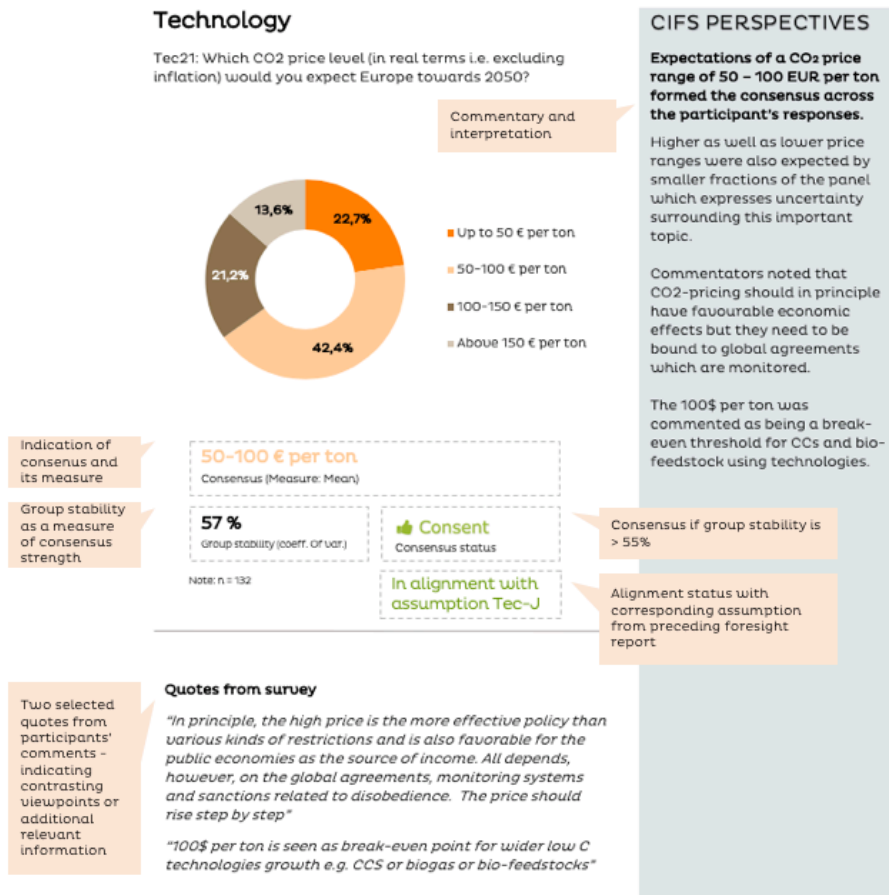 Technology
Tec21: Which CO2 price level (in real terms i.e. excluding
inflation) would you expect Europe towards 2050?
Commentary and
interpretation
13,6%
22,7%
21,2%
42,4%
Up to 50 € per ton
50-100 € per ton
100-150 € per ton
Above 150 € per ton
Indication of
consenus and
its measure
50-100 € per ton
Consensus (Measure: Mean)
Group stability
as a measure
of consensus
strength
57 %
Group stability (coeff. Of var.)
Consent
Consensus status
Consensus if group stability is
> 55%
Note: n = 132
In alignment with
assumption Tec-J
Alignment status with
corresponding assumption
from preceding foresight
report
Two selected
quotes from
participants'
comments -
indicating
contrasting
viewpoints or
additional
relevant
information
Quotes from survey
"In principle, the high price is the more effective policy than
various kinds of restrictions and is also favorable for the
public economies as the source of income. All depends,
however, on the global agreements, monitoring systems
and sanctions related to disobedience. The price should
rise step by step"
"100$ per ton is seen as break-even point for wider low C
technologies growth e.g. CCS or biogas or bio-feedstocks"
CIFS PERSPECTIVES
Expectations of a CO₂ price
range of 50 – 100 EUR per ton
formed the consensus across
the participant's responses.
Higher as well as lower price
ranges were also expected by
smaller fractions of the panel
which expresses uncertainty
surrounding this important
topic.
Commentators noted that
CO2-pricing should in principle
have favourable economic
effects but they need to be
bound to global agreements
which are monitored.
The 100$ per ton was
commented as being a break-
even threshold for CCs and bio-
feedstock using technologies.